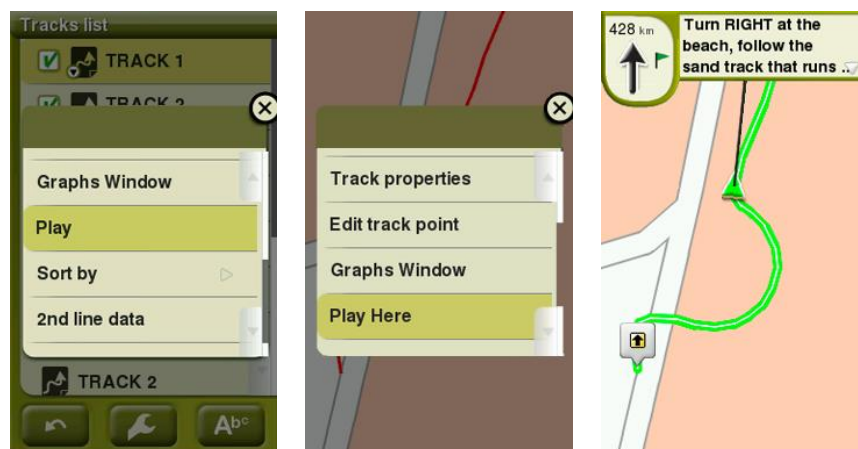 Tracks list
TRACK 1
TRACK 2
Graphs Window
Play
Sort by
2nd line data
TRACK 2
Abc
Track properties
Edit track point
Graphs Window
Play Here
428 km
Turn RIGHT at the
beach, follow the
sand track that runs ..